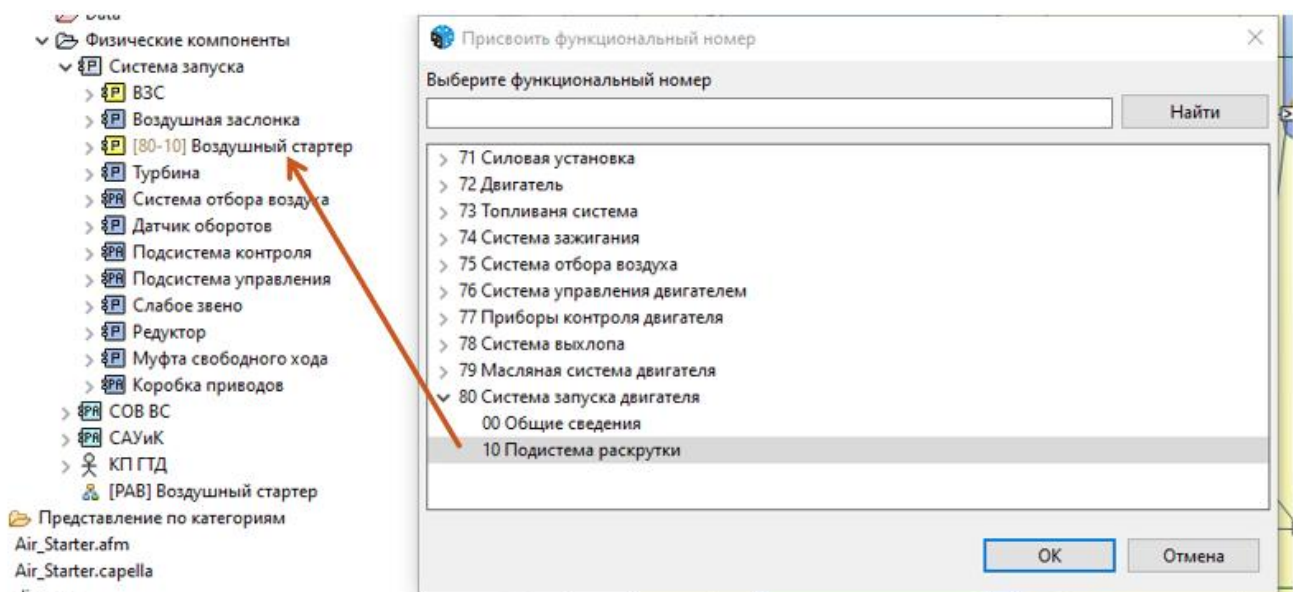 Физические компоненты
Система запуска
ВЗС
Воздушная заслонка
[80-10] Воздушный стартер
Турбина
Система отбора воздуха
Датчик оборотов
Подсистема контроля
Подсистема управления
Слабое звено
Редуктор
Муфта свободного хода
Коробка приводов
СОВ ВС
САУиК
КП ГТД
[PAB] Воздушный стартер
Представление по категориям
Air_Starter.afm
Air_Starter.capella
Присвоить функциональный номер
Выберите функциональный номер
Найти
71 Силовая установка
72 Двигатель
73 Топливаня система
74 Система зажигания
75 Система отбора воздуха
76 Система управления двигателем
77 Приборы контроля двигателя
78 Система выхлопа
79 Масляная система двигателя
80 Система запуска двигателя
00 Общие сведения
10 Подистема раскрутки
ОК
Отмена